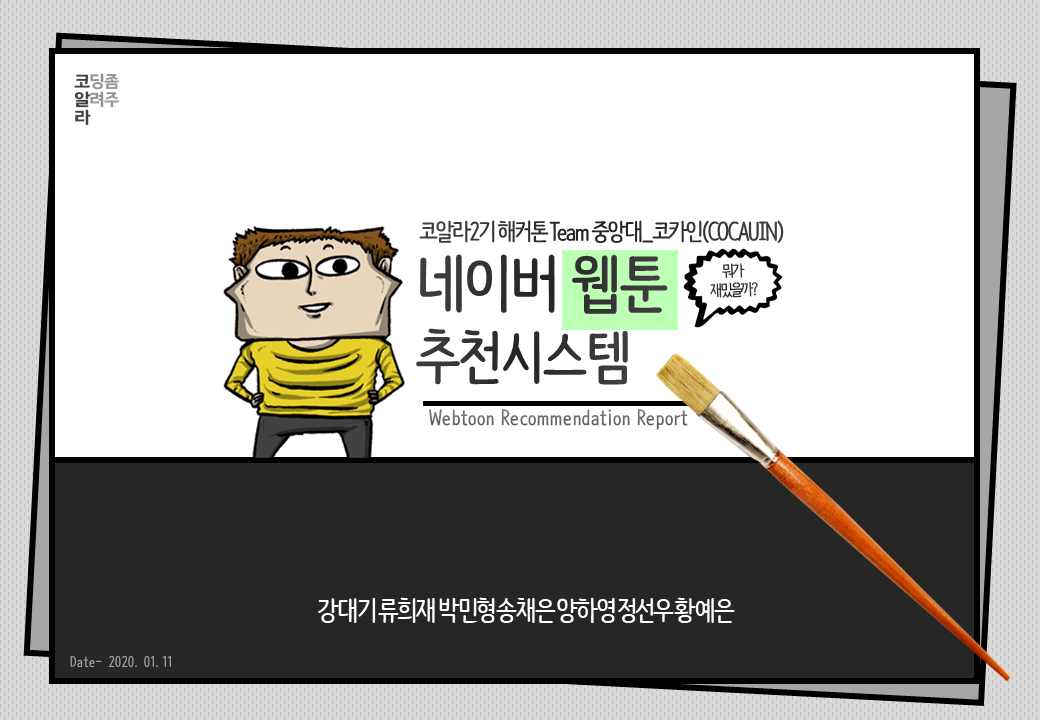 코딩좀
알려주
라
코알라2기 해커톤 Team 중앙대_코카인(COCAUIN)
네이버 웹툰
뭐가
재밌을까?
추천시스템
Webtoon Recommendation Report
강대기 류희재 박민형 송채은 양하영 정선우 황예은
Date- 2020. 01. 11